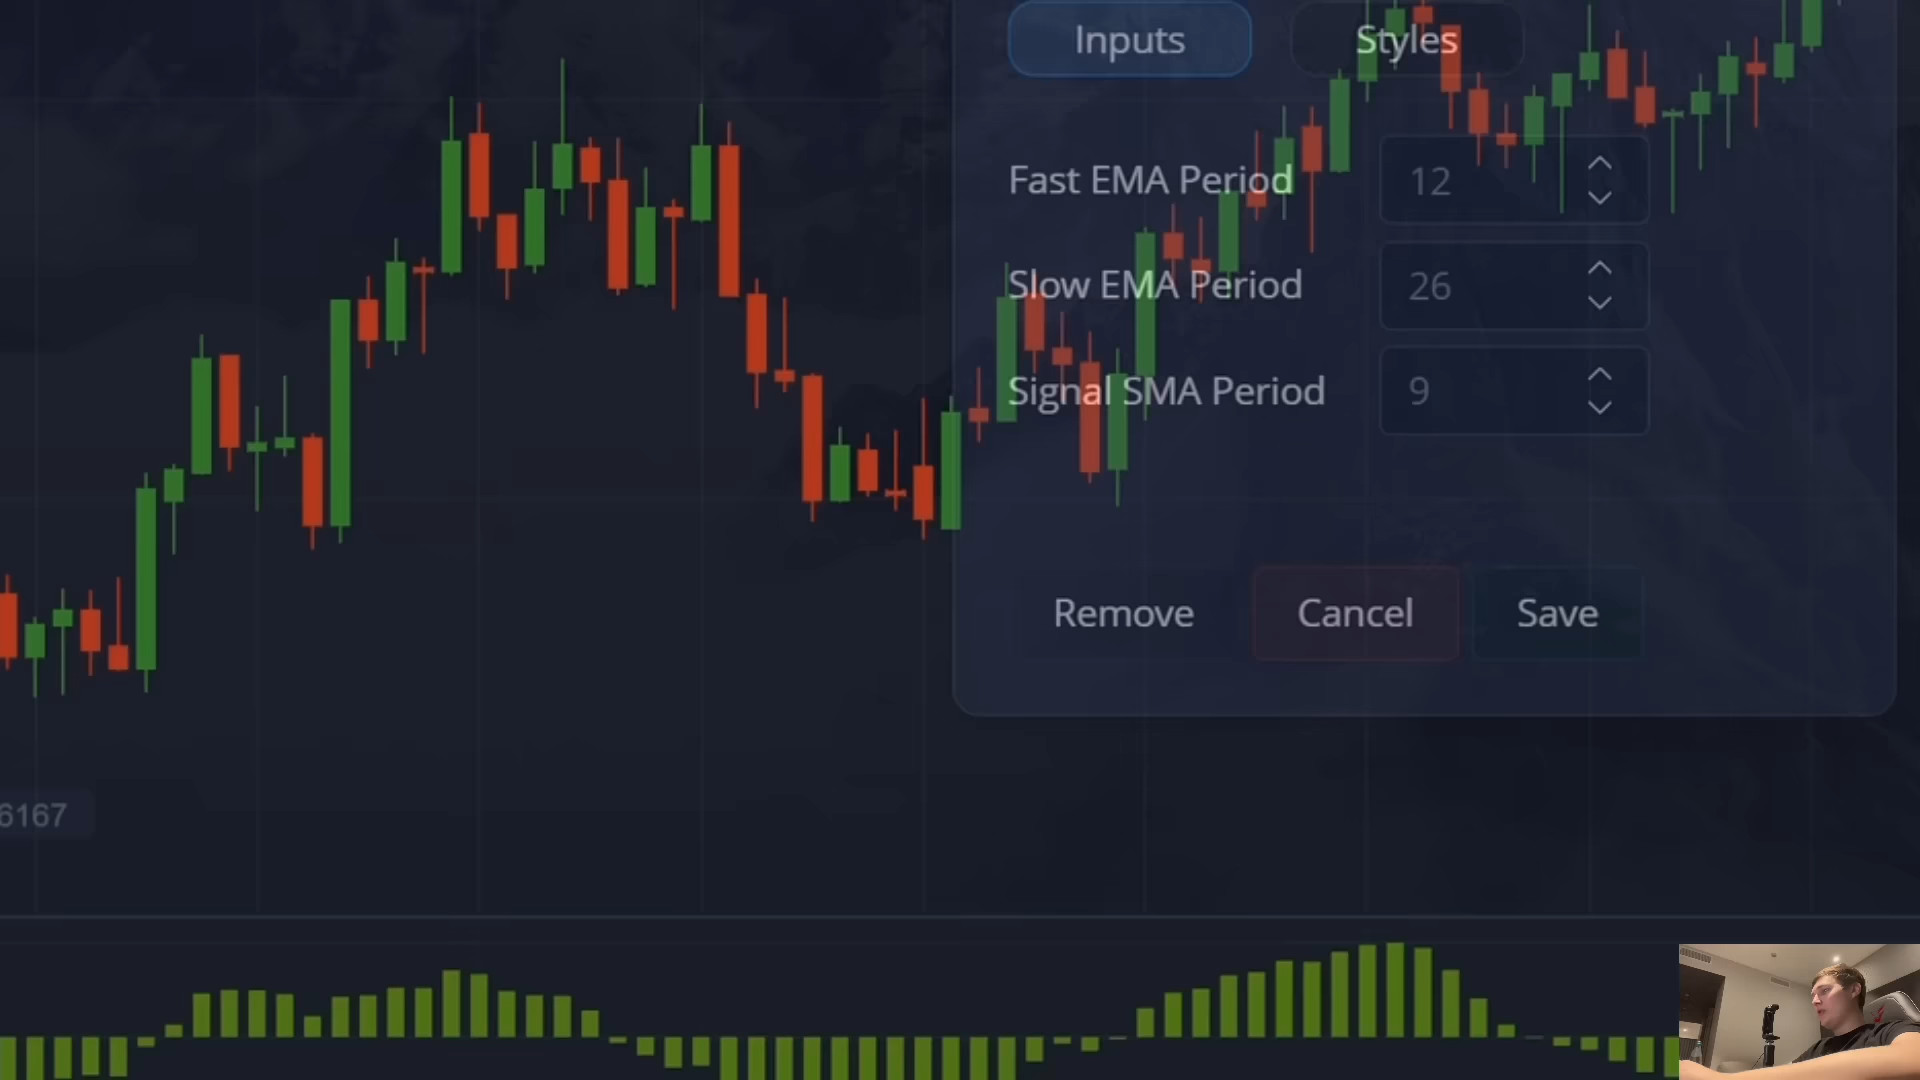 Inputs
Styles
Fast EMA Period
12
Slow EMA Period
26
Signal SMA Period
9
Remove
Cancel
Save
6167